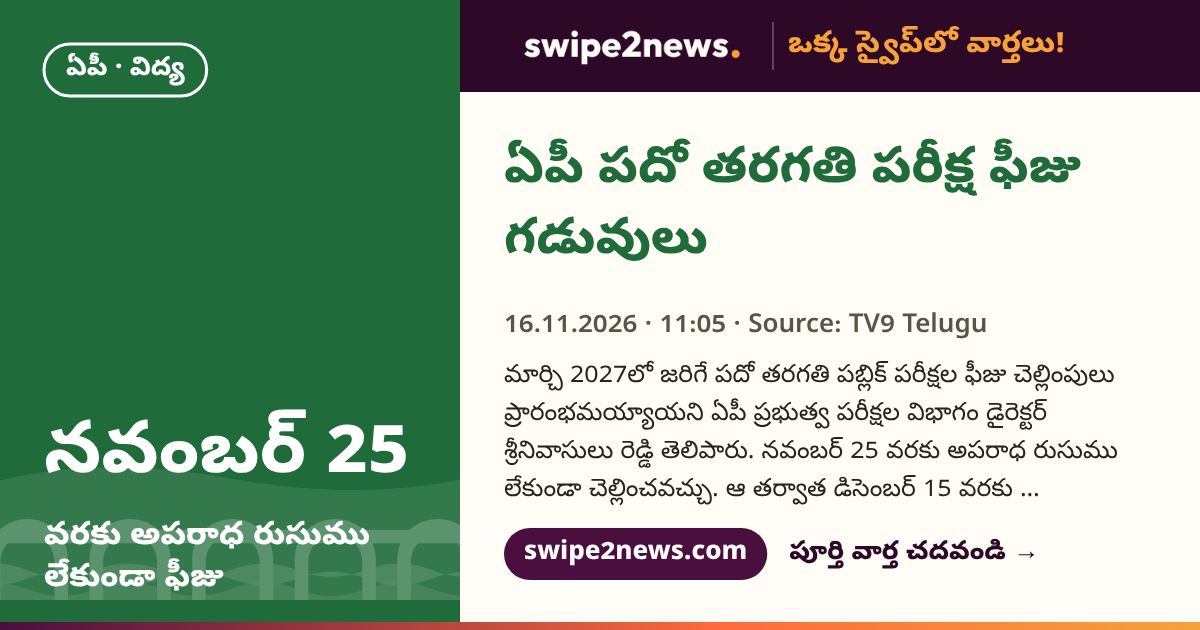 ఏపీ · విద్య
నవంబర్ 25
వరకు అపరాధ రుసుము
లేకుండా ఫీజు
swipe2news. ఒక్క స్వైప్‌లో వార్తలు!
ఏపీ పదో తరగతి పరీక్ష ఫీజు
గడువులు
16.11.2026 · 11:05 · Source: TV9 Telugu
మార్చి 2027లో జరిగే పదో తరగతి పబ్లిక్ పరీక్షల ఫీజు చెల్లింపులు
ప్రారంభమయ్యాయని ఏపీ ప్రభుత్వ పరీక్షల విభాగం డైరెక్టర్
శ్రీనివాసులు రెడ్డి తెలిపారు. నవంబర్ 25 వరకు అపరాధ రుసుము
లేకుండా చెల్లించవచ్చు. ఆ తర్వాత డిసెంబర్ 15 వరకు ...
swipe2news.com పూర్తి వార్త చదవండి →